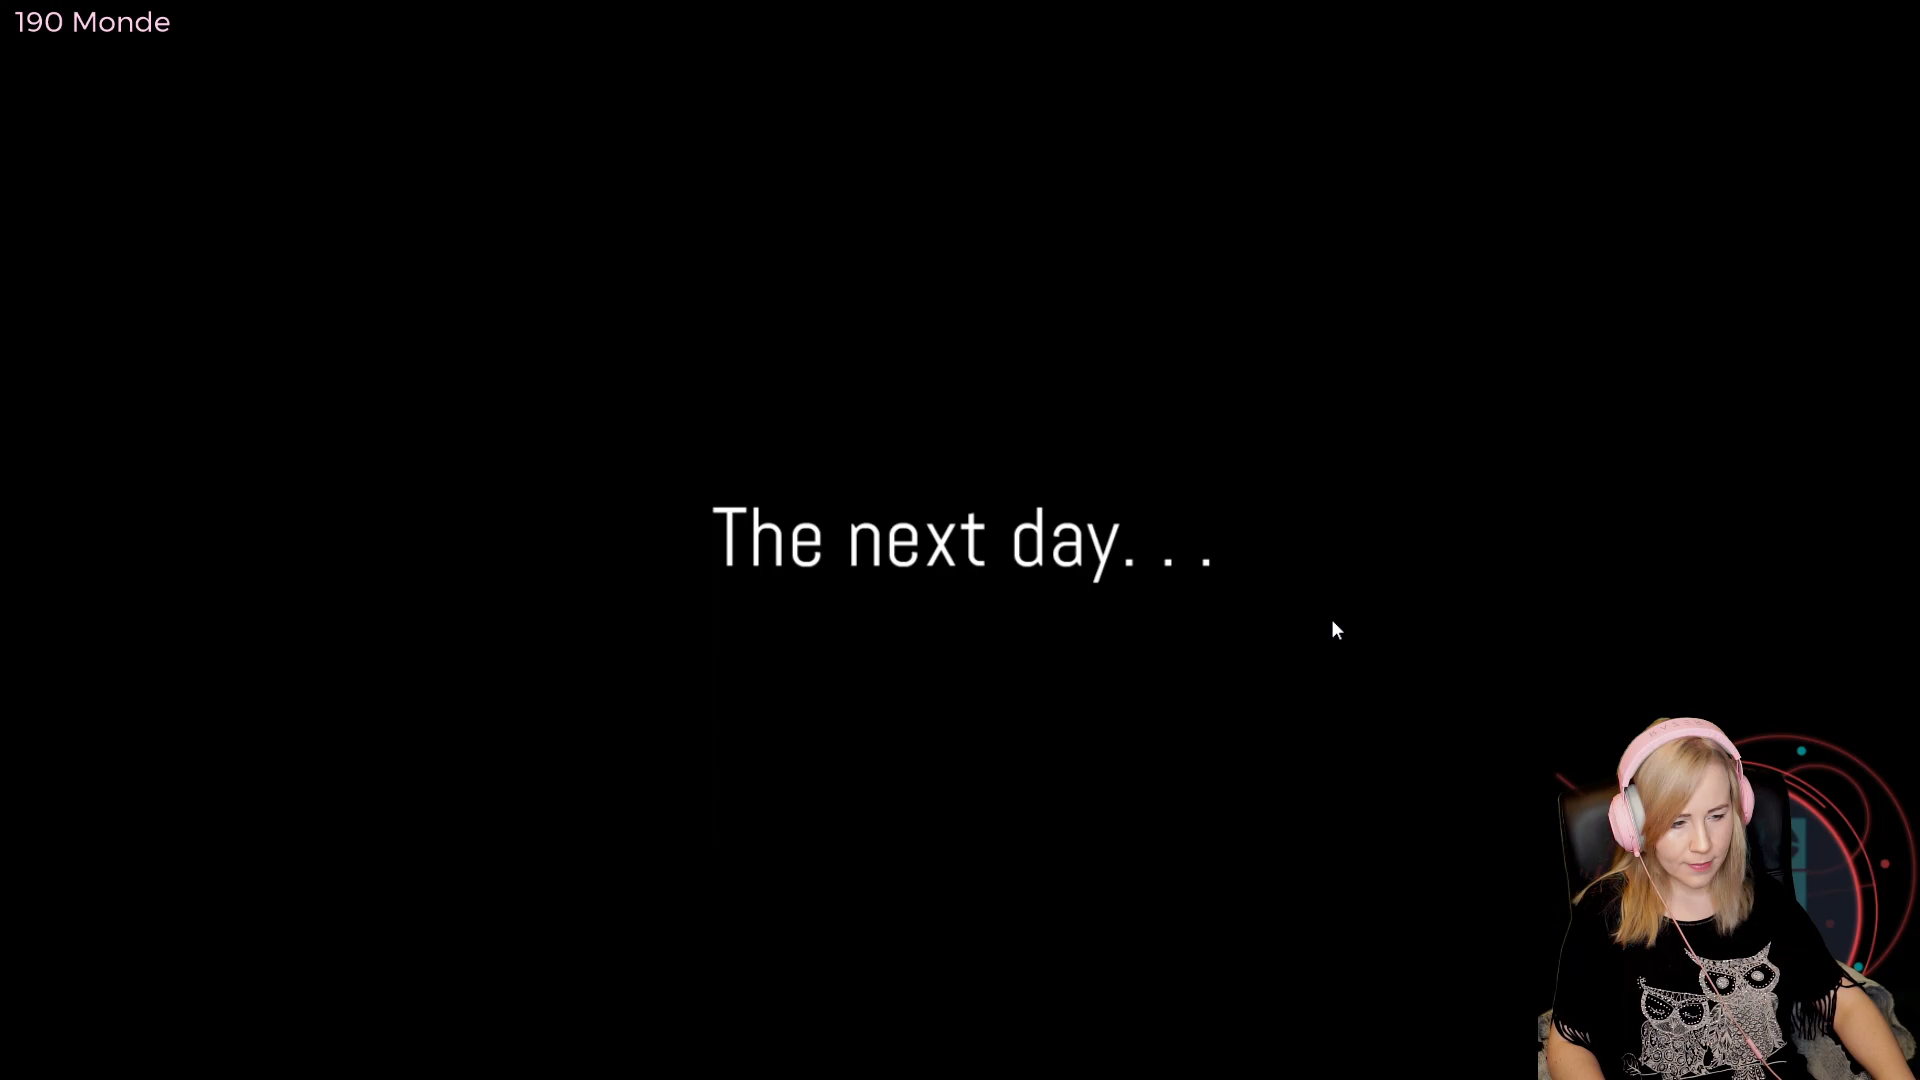 190 Monde
The next day. . .